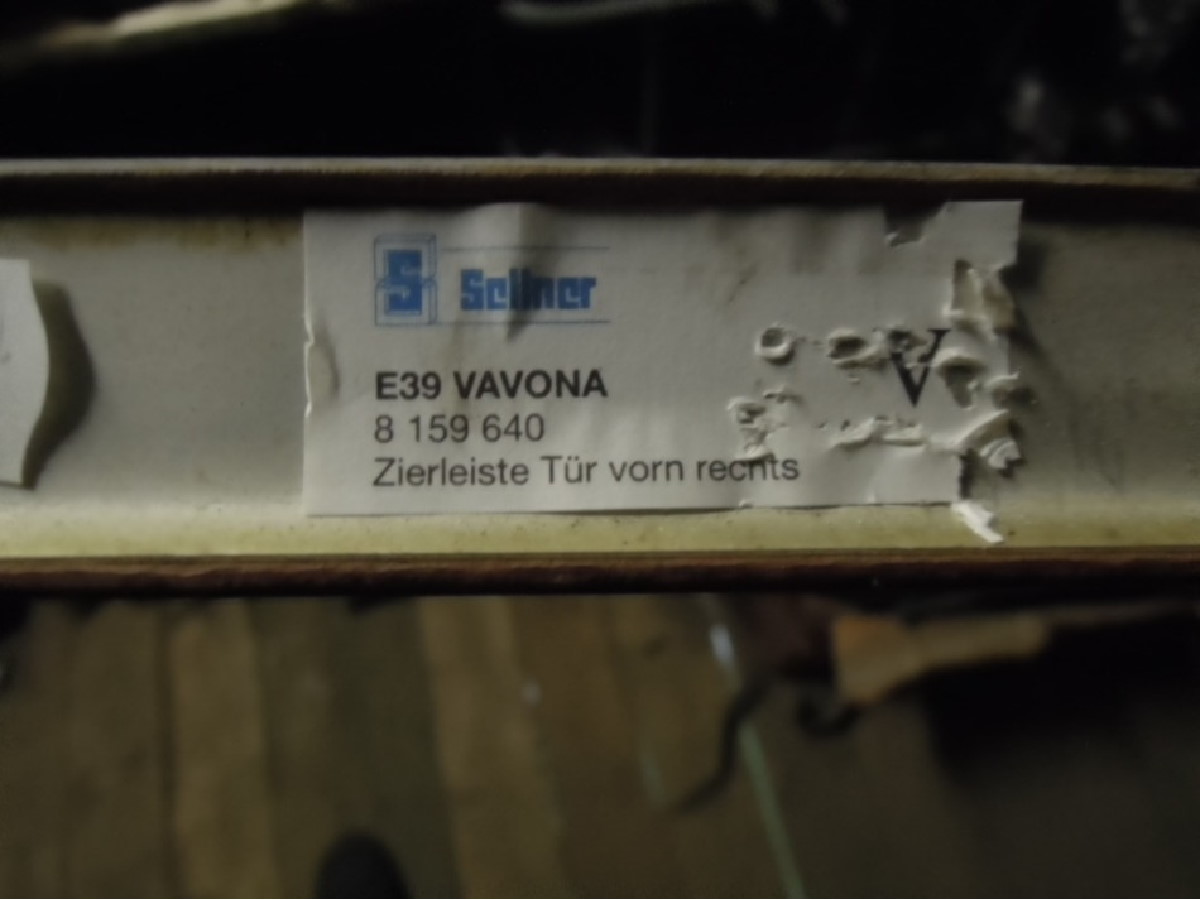 S Sellner
E39 VAVONA
V
8 159 640
Zierleiste Tür vorn rechts